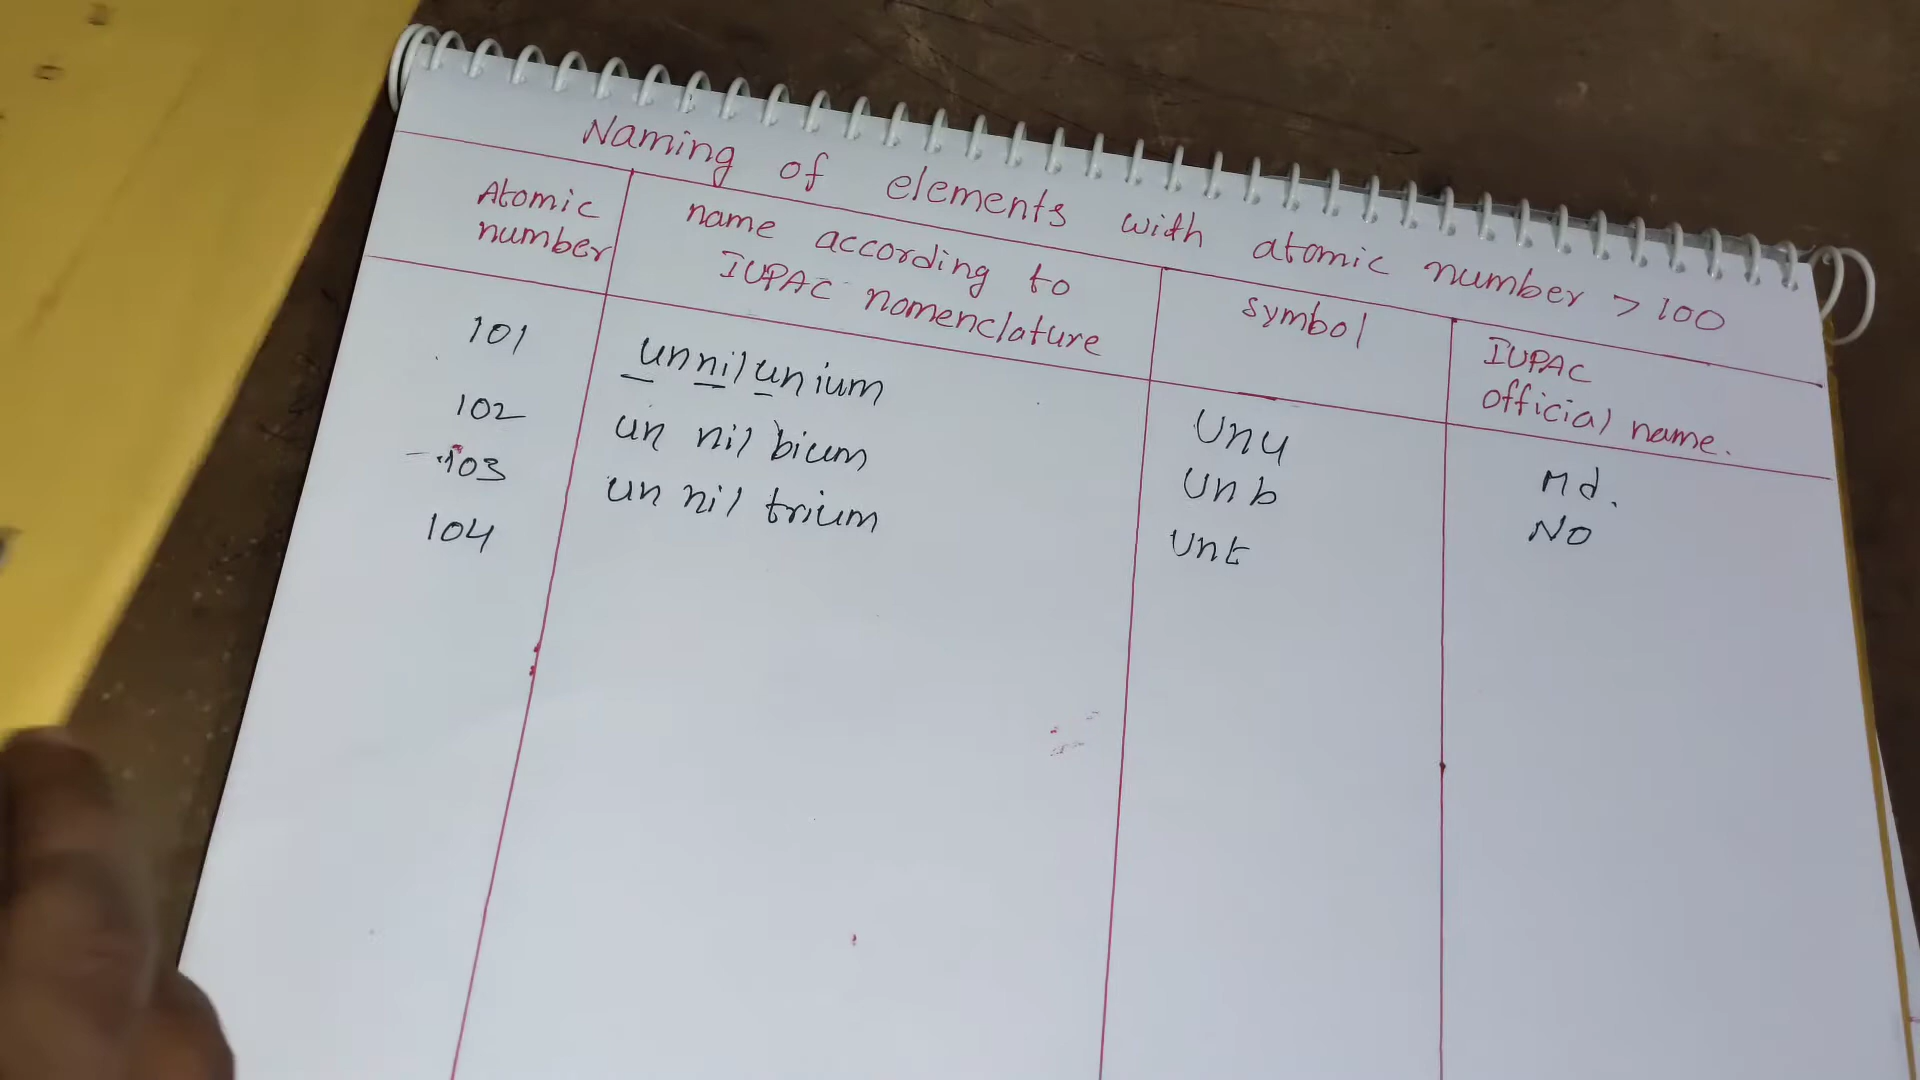 Naming of elements with atomic number > 100
Atomic number
name according to IUPAC nomenclature
symbol
IUPAC official name.
101 unnilunium Unu Md.
102 un nil bium Unb No
103 un nil trium Unt
104